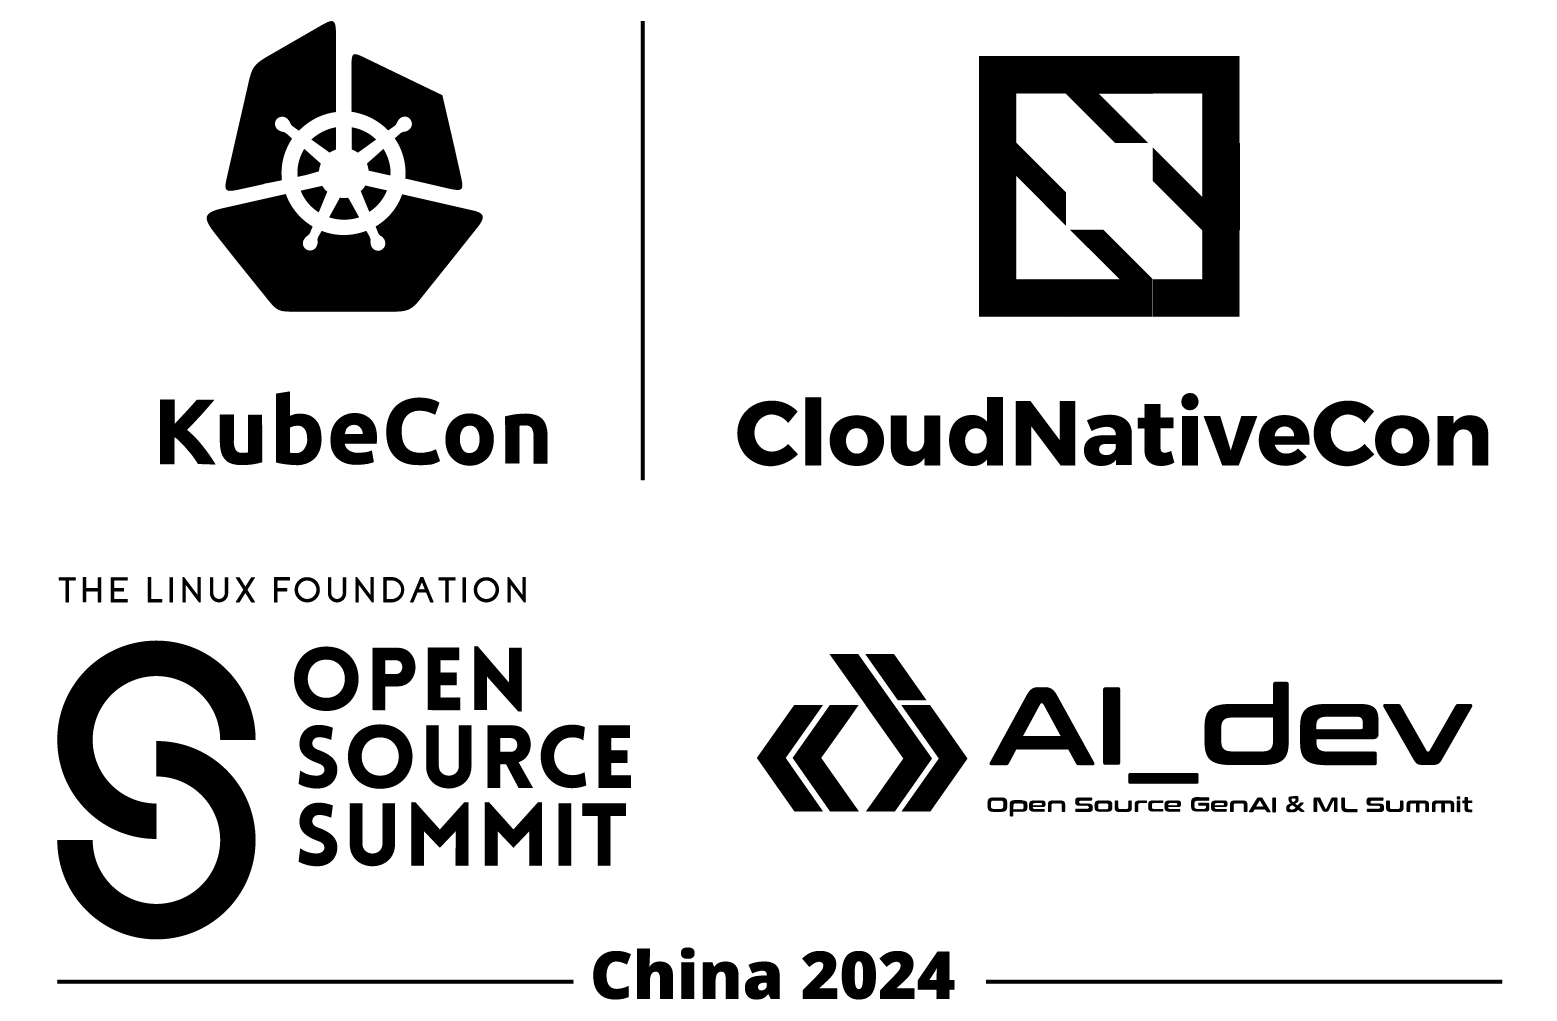 KubeCon
CloudNativeCon
THE LINUX FOUNDATION
OPEN
SOURCE
SUMMIT
AI_dev
Open Source GenAI & ML Summit
China 2024